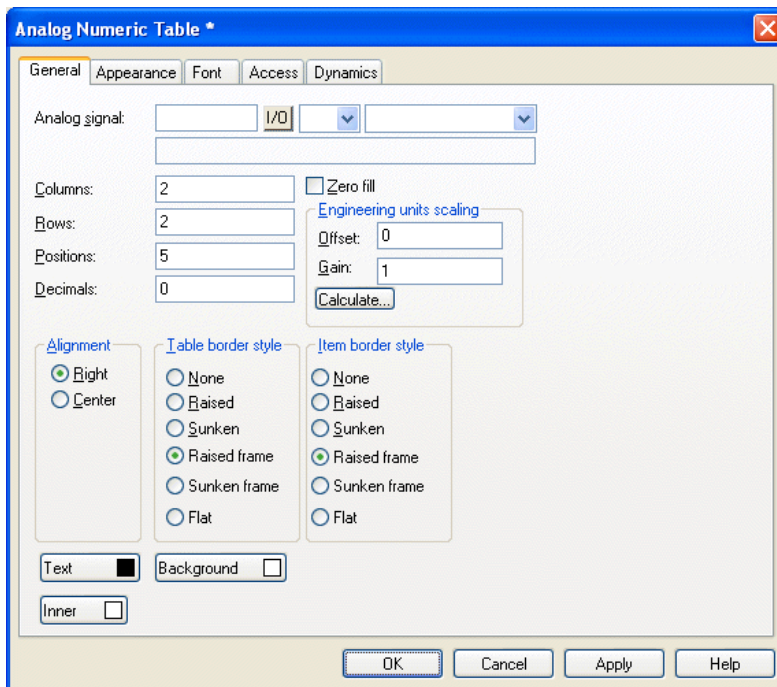 Analog Numeric Table *
General Appearance Font Access Dynamics
Analog signal: I/O
Columns: 2 Zero fill
Engineering units scaling
Rows: 2 Offset: 0
Positions: 5 Gain: 1
Decimals: 0 Calculate...
Alignment Table border style Item border style
Right None None
Center Raised Raised
Sunken Sunken
Raised frame Raised frame
Sunken frame Sunken frame
Flat Flat
Text Background
Inner
OK Cancel Apply Help